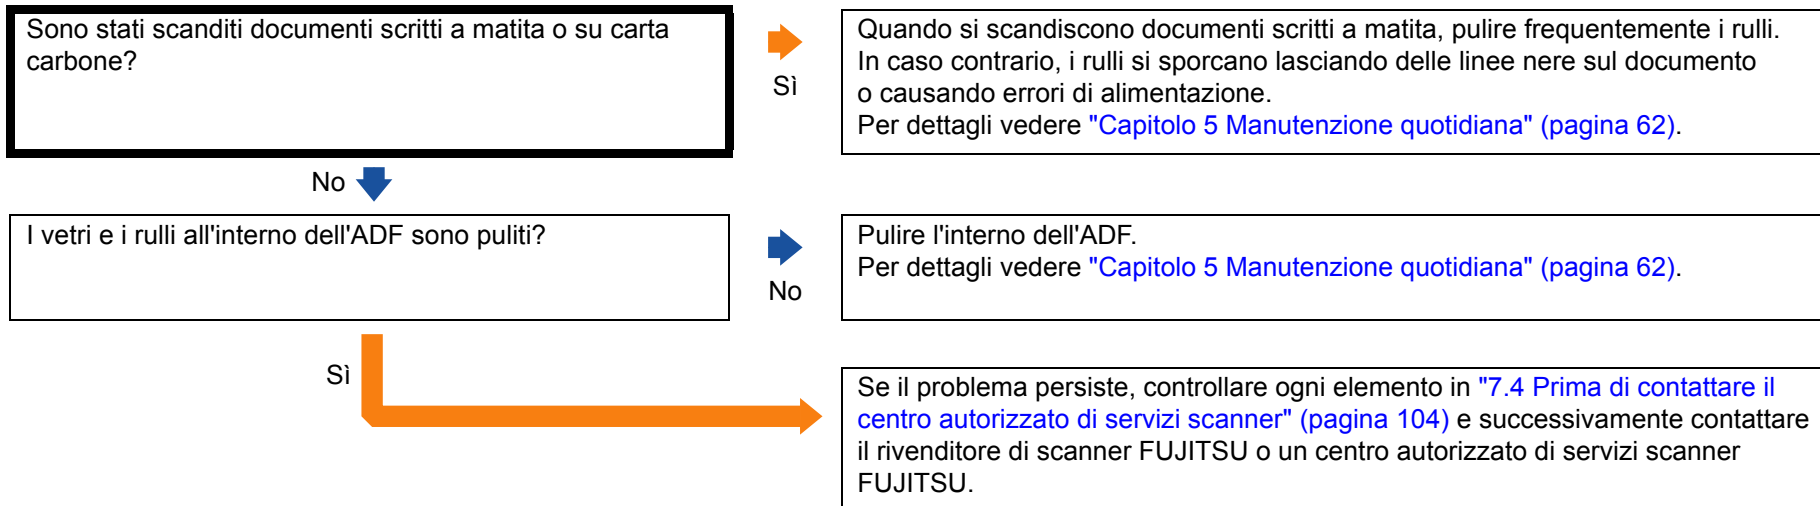 Sono stati scanditi documenti scritti a matita o su carta
carbone?
Sì
Quando si scandiscono documenti scritti a matita, pulire frequentemente i rulli.
In caso contrario, i rulli si sporcano lasciando delle linee nere sul documento
o causando errori di alimentazione.
Per dettagli vedere "Capitolo 5 Manutenzione quotidiana" (pagina 62).
No
I vetri e i rulli all'interno dell'ADF sono puliti?
No
Pulire l'interno dell'ADF.
Per dettagli vedere "Capitolo 5 Manutenzione quotidiana" (pagina 62).
Sì
Se il problema persiste, controllare ogni elemento in "7.4 Prima di contattare il
centro autorizzato di servizi scanner" (pagina 104) e successivamente contattare
il rivenditore di scanner FUJITSU o un centro autorizzato di servizi scanner
FUJITSU.